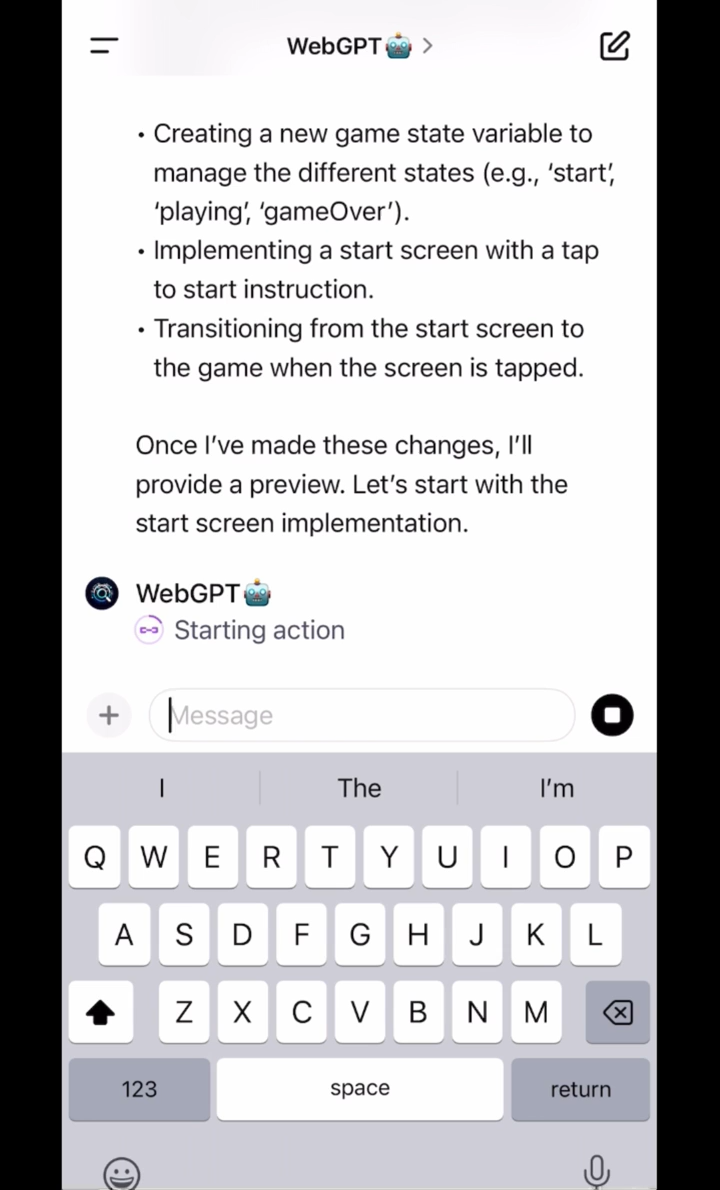 WebGPT🤖 >
• Creating a new game state variable to
manage the different states (e.g., ‘start’,
‘playing’, ‘gameOver’).
• Implementing a start screen with a tap
to start instruction.
• Transitioning from the start screen to
the game when the screen is tapped.
Once I’ve made these changes, I’ll
provide a preview. Let’s start with the
start screen implementation.
WebGPT🤖
Starting action
Message
I The I’m
Q W E R T Y U I O P
A S D F G H J K L
Z X C V B N M
123 space return